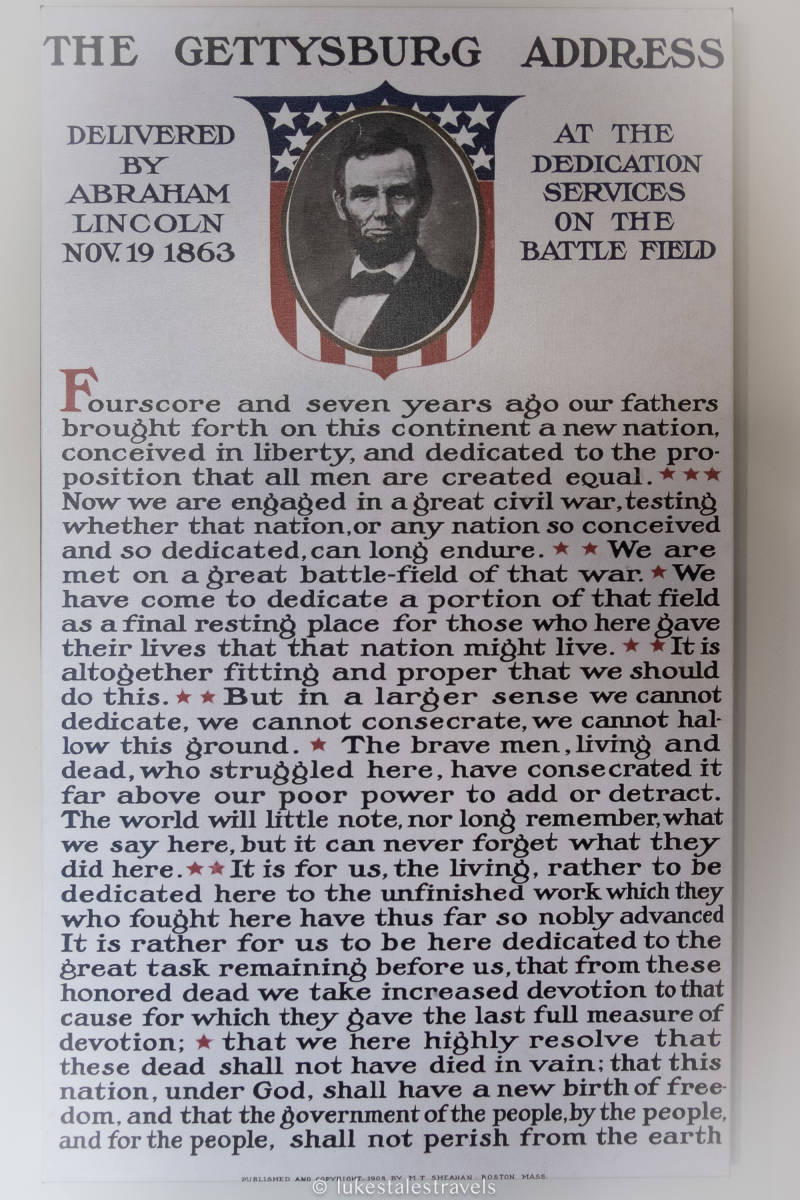 THE GETTYSBURG ADDRESS
DELIVERED
BY
ABRAHAM
LINCOLN
NOV. 19 1863
AT THE
DEDICATION
SERVICES
ON THE
BATTLE FIELD
Fourscore and seven years ago our fathers
brought forth on this continent a new nation,
conceived in liberty, and dedicated to the pro-
position that all men are created equal. ★★★
Now we are engaged in a great civil war, testing
whether that nation, or any nation so conceived
and so dedicated, can long endure. ★ ★ We are
met on a great battle-field of that war. ★ We
have come to dedicate a portion of that field
as a final resting place for those who here gave
their lives that that nation might live. ★ ★ It is
altogether fitting and proper that we should
do this. ★ ★ But in a larger sense we cannot
dedicate, we cannot consecrate, we cannot hal-
low this ground. ★ The brave men, living and
dead, who struggled here, have consecrated it
far above our poor power to add or detract.
The world will little note, nor long remember, what
we say here, but it can never forget what they
did here. ★★ It is for us, the living, rather to be
dedicated here to the unfinished work which they
who fought here have thus far so nobly advanced
It is rather for us to be here dedicated to the
great task remaining before us, that from these
honored dead we take increased devotion to that
cause for which they gave the last full measure of
devotion; ★ that we here highly resolve that
these dead shall not have died in vain; that this
nation, under God, shall have a new birth of free-
dom, and that the government of the people, by the people,
and for the people, shall not perish from the earth
PUBLISHED AND COPYRIGHT 1908 BY M.T. SHEAHAN BOSTON MASS.
© lukestalestravels